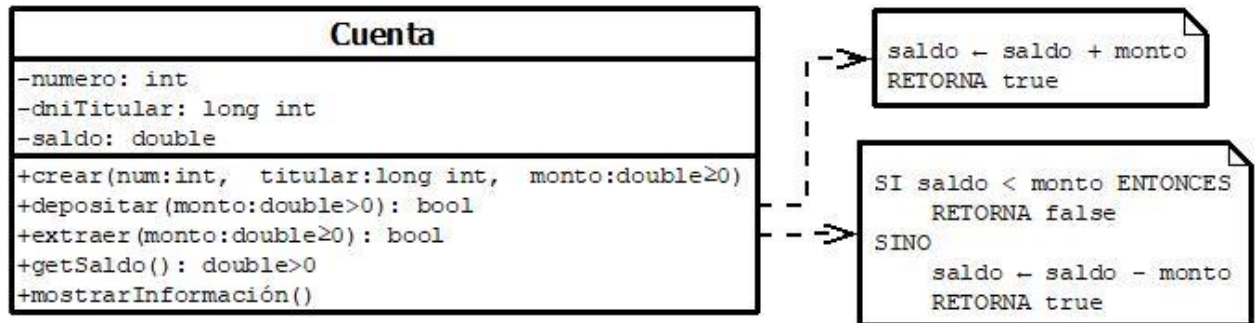 Cuenta
-numero: int
-dniTitular: long int
-saldo: double
+crear(num:int, titular:long int, monto:double≥0)
+depositar(monto:double>0): bool
+extraer(monto:double≥0): bool
+getSaldo(): double>0
+mostrarInformación()
saldo ← saldo + monto
RETORNA true
SI saldo < monto ENTONCES
RETORNA false
SINO
saldo ← saldo - monto
RETORNA true